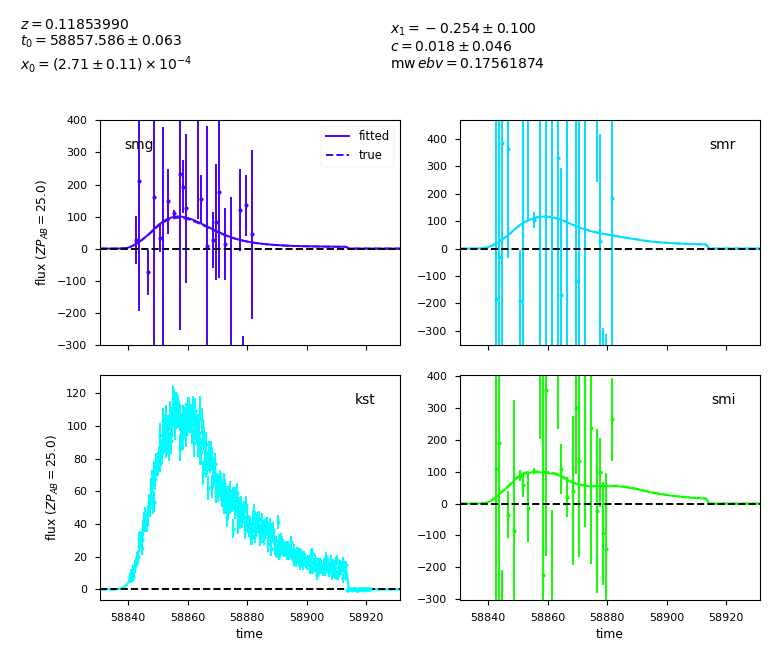 z = 0.11853990
t₀ = 58857.586 ± 0.063
x₀ = (2.71 ± 0.11) × 10⁻⁴
x₁ = −0.254 ± 0.100
c = 0.018 ± 0.046
mw ebv = 0.17561874
400
300
200
100
0
−100
−200
−300
flux (ZP_AB = 25.0)
smg
fitted
true
400
300
200
100
0
−100
−200
−300
smr
120
100
80
60
40
20
0
flux (ZP_AB = 25.0)
kst
58840
58860
58880
58900
58920
time
400
300
200
100
0
−100
−200
−300
smi
58840
58860
58880
58900
58920
time